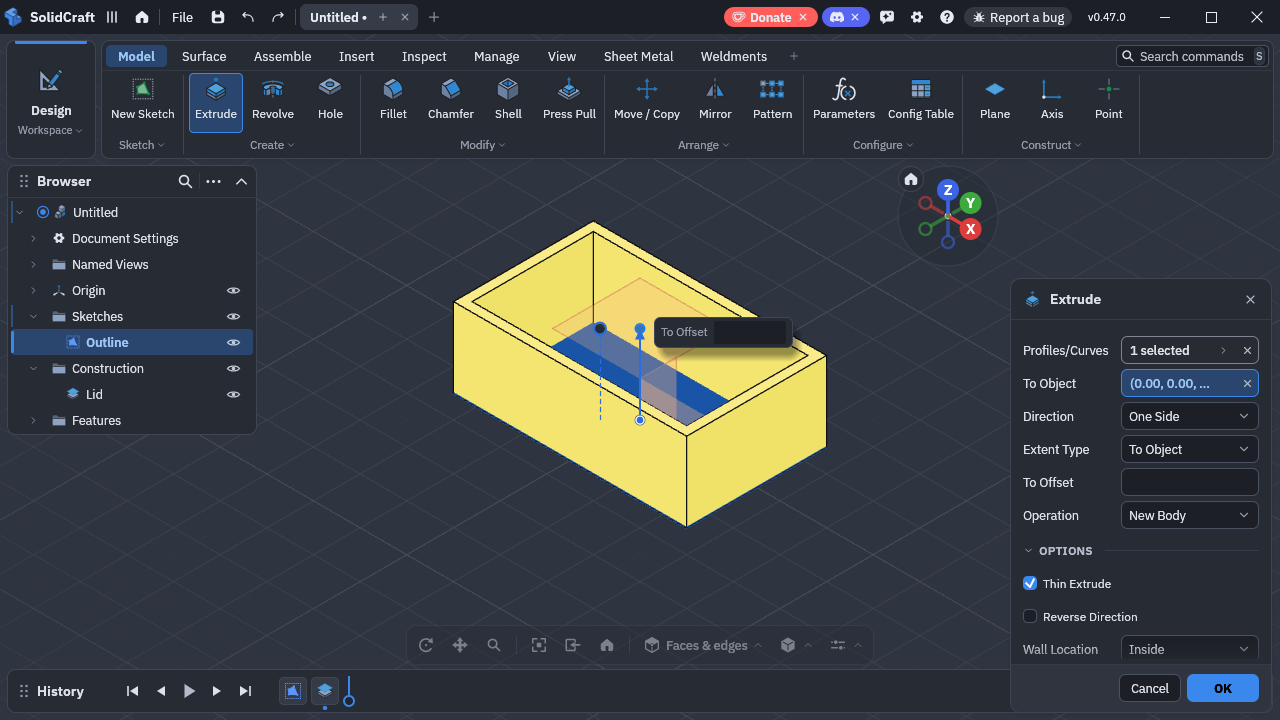 SolidCraft
File
Untitled •
Donate
Report a bug
v0.47.0
Design
Workspace
Model
Surface
Assemble
Insert
Inspect
Manage
View
Sheet Metal
Weldments
Search commands
S
New Sketch
Extrude
Revolve
Hole
Fillet
Chamfer
Shell
Press Pull
Move / Copy
Mirror
Pattern
Parameters
Config Table
Plane
Axis
Point
Sketch
Create
Modify
Arrange
Configure
Construct
Browser
Untitled
Document Settings
Named Views
Origin
Sketches
Outline
Construction
Lid
Features
Z
Y
X
To Offset
Extrude
Profiles/Curves
1 selected
To Object
(0.00, 0.00, ...
Direction
One Side
Extent Type
To Object
To Offset
Operation
New Body
OPTIONS
Thin Extrude
Reverse Direction
Wall Location
Inside
Cancel
OK
Faces & edges
History